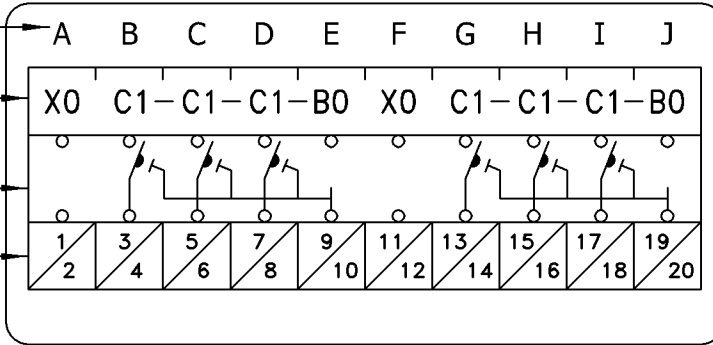 A B C D E F G H I J
X0 C1-C1-C1-B0 X0 C1-C1-C1-B0
1 3 5 7 9 11 13 15 17 19
2 4 6 8 10 12 14 16 18 20